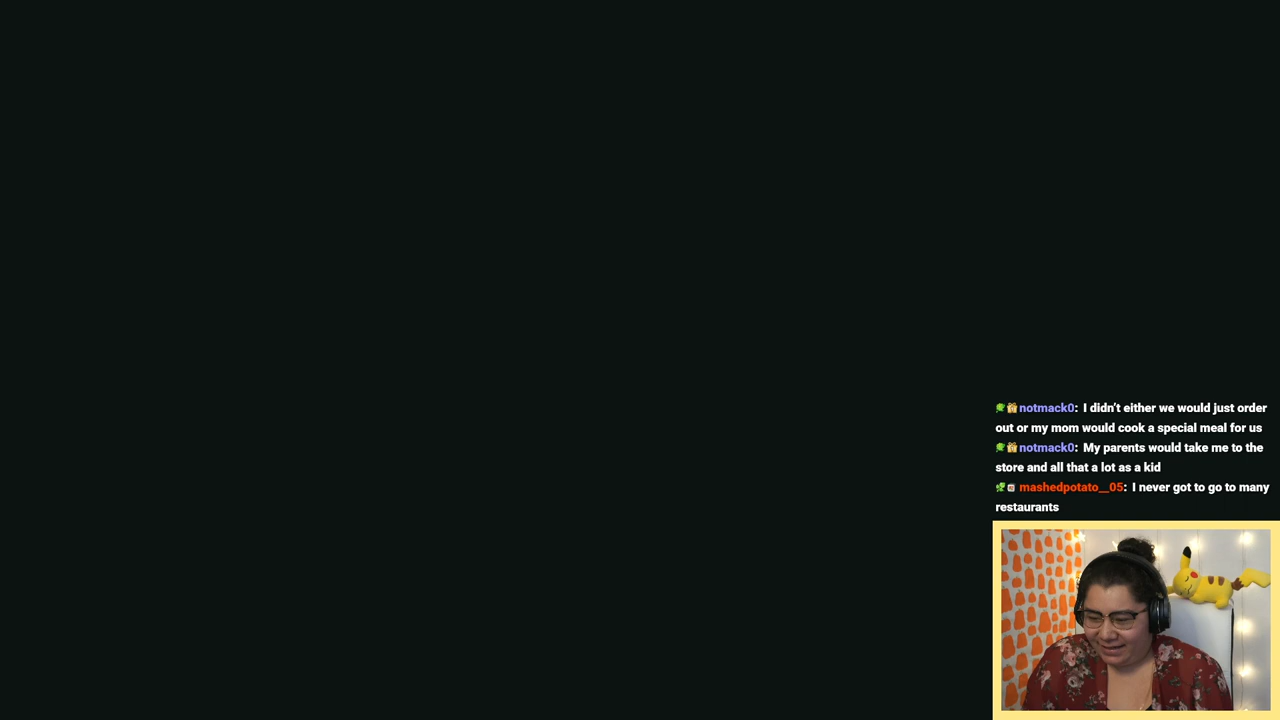 notmack0: I didn’t either we would just order
out or my mom would cook a special meal for us
notmack0: My parents would take me to the
store and all that a lot as a kid
mashedpotato__05: I never got to go to many
restaurants